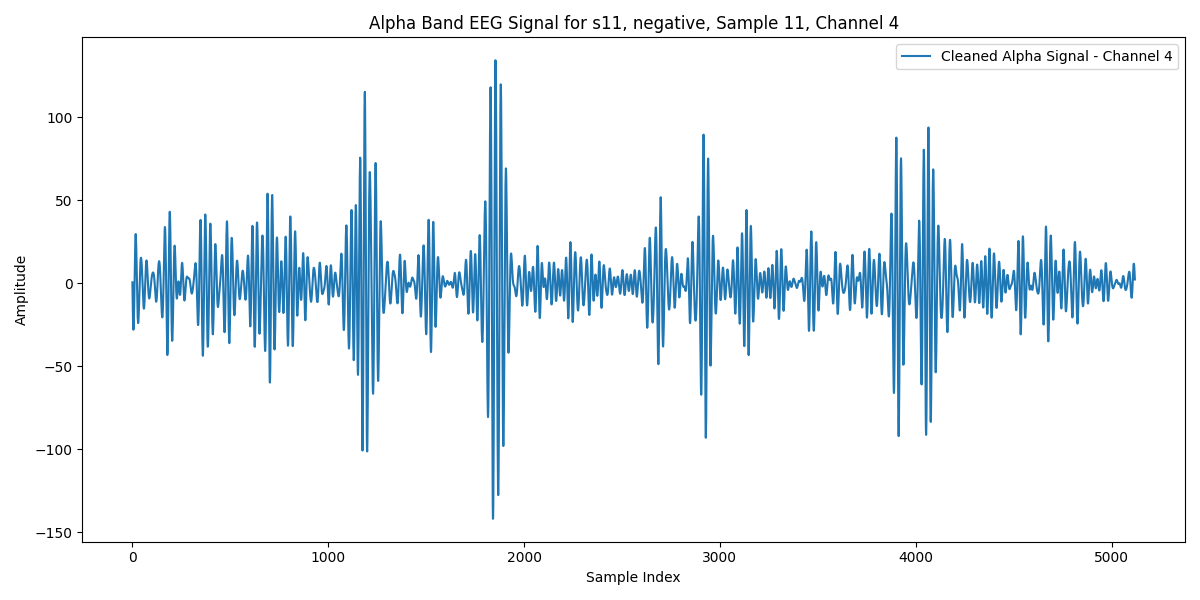 Alpha Band EEG Signal for s11, negative, Sample 11, Channel 4
Cleaned Alpha Signal - Channel 4
Amplitude
100
50
0
−50
−100
−150
0 1000 2000 3000 4000 5000
Sample Index